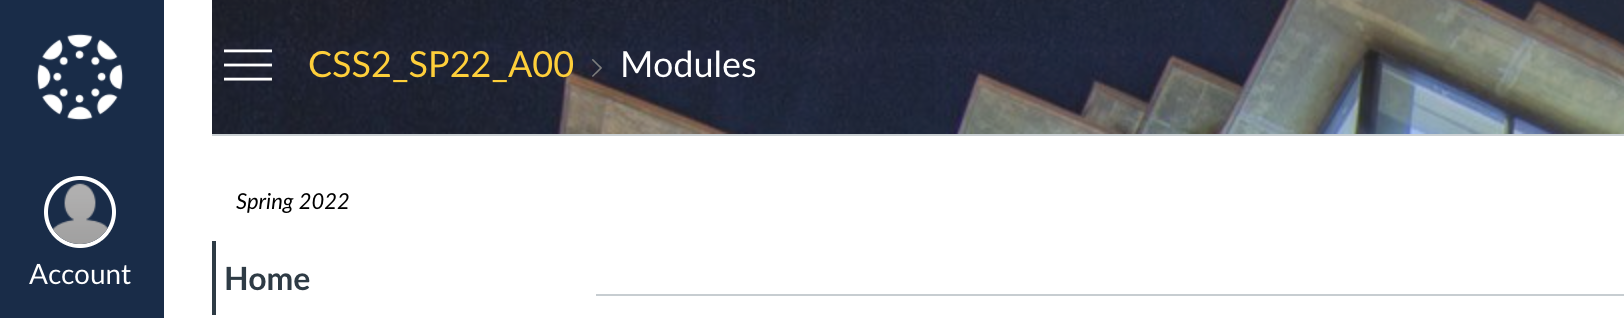 CSS2_SP22_A00 > Modules
Spring 2022
Account
Home